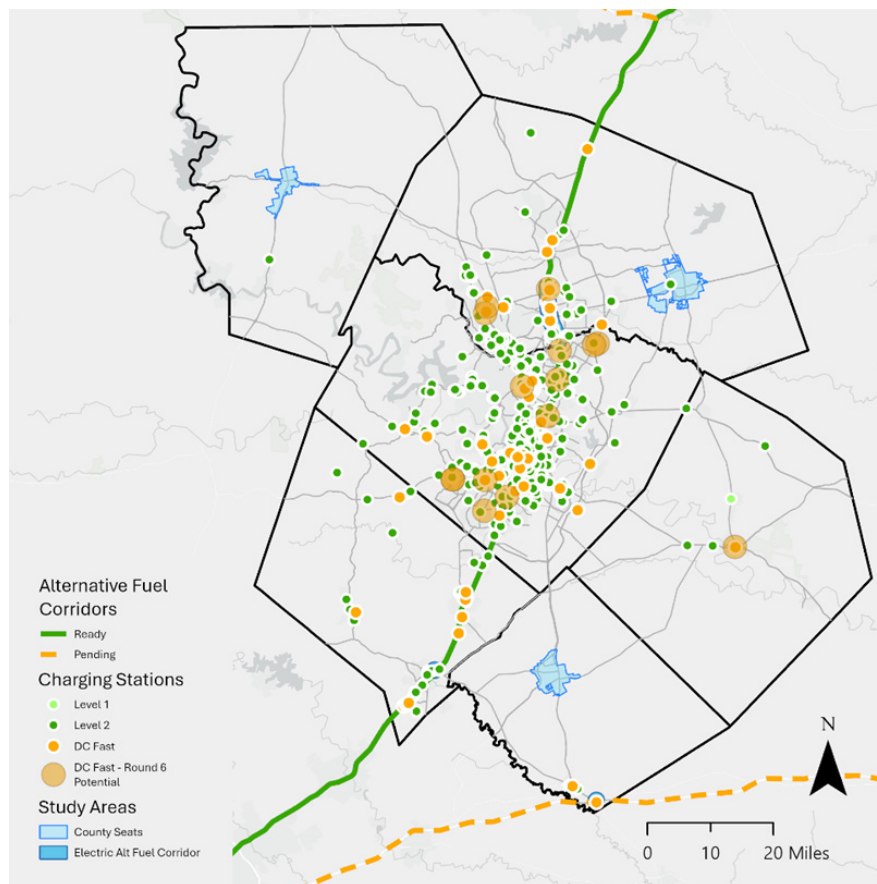 Alternative Fuel
Corridors
Ready
Pending
Charging Stations
Level 1
Level 2
DC Fast
DC Fast - Round 6
Potential
Study Areas
County Seats
Electric Alt Fuel Corridor
N
0 10 20 Miles